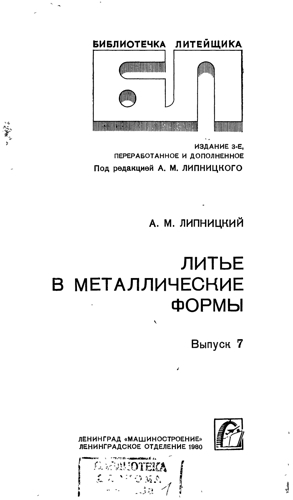 БИБЛИОТЕЧКА ЛИТЕЙЩИКА
БЛ
ИЗДАНИЕ 3-Е,
ПЕРЕРАБОТАННОЕ И ДОПОЛНЕННОЕ
Под редакцией А. М. ЛИПНИЦКОГО
А. М. ЛИПНИЦКИЙ
ЛИТЬЕ
В МЕТАЛЛИЧЕСКИЕ
ФОРМЫ
Выпуск 7
ЛЕНИНГРАД «МАШИНОСТРОЕНИЕ»
ЛЕНИНГРАДСКОЕ ОТДЕЛЕНИЕ 1980
БИБЛИОТЕКА